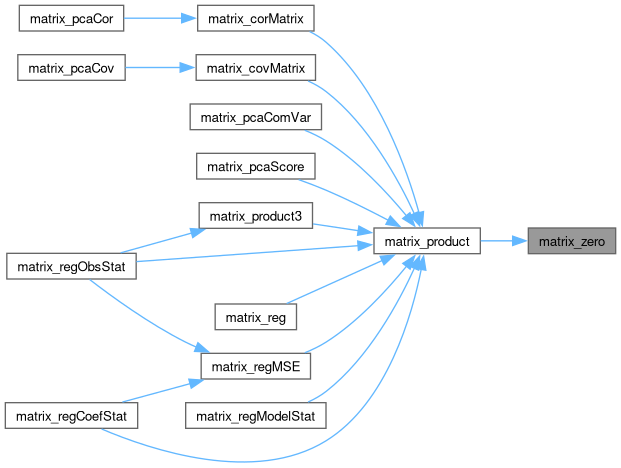 matrix_pcaCor
matrix_corMatrix
matrix_pcaCov
matrix_covMatrix
matrix_pcaComVar
matrix_pcaScore
matrix_product3
matrix_product
matrix_zero
matrix_regObsStat
matrix_reg
matrix_regMSE
matrix_regCoefStat
matrix_regModelStat